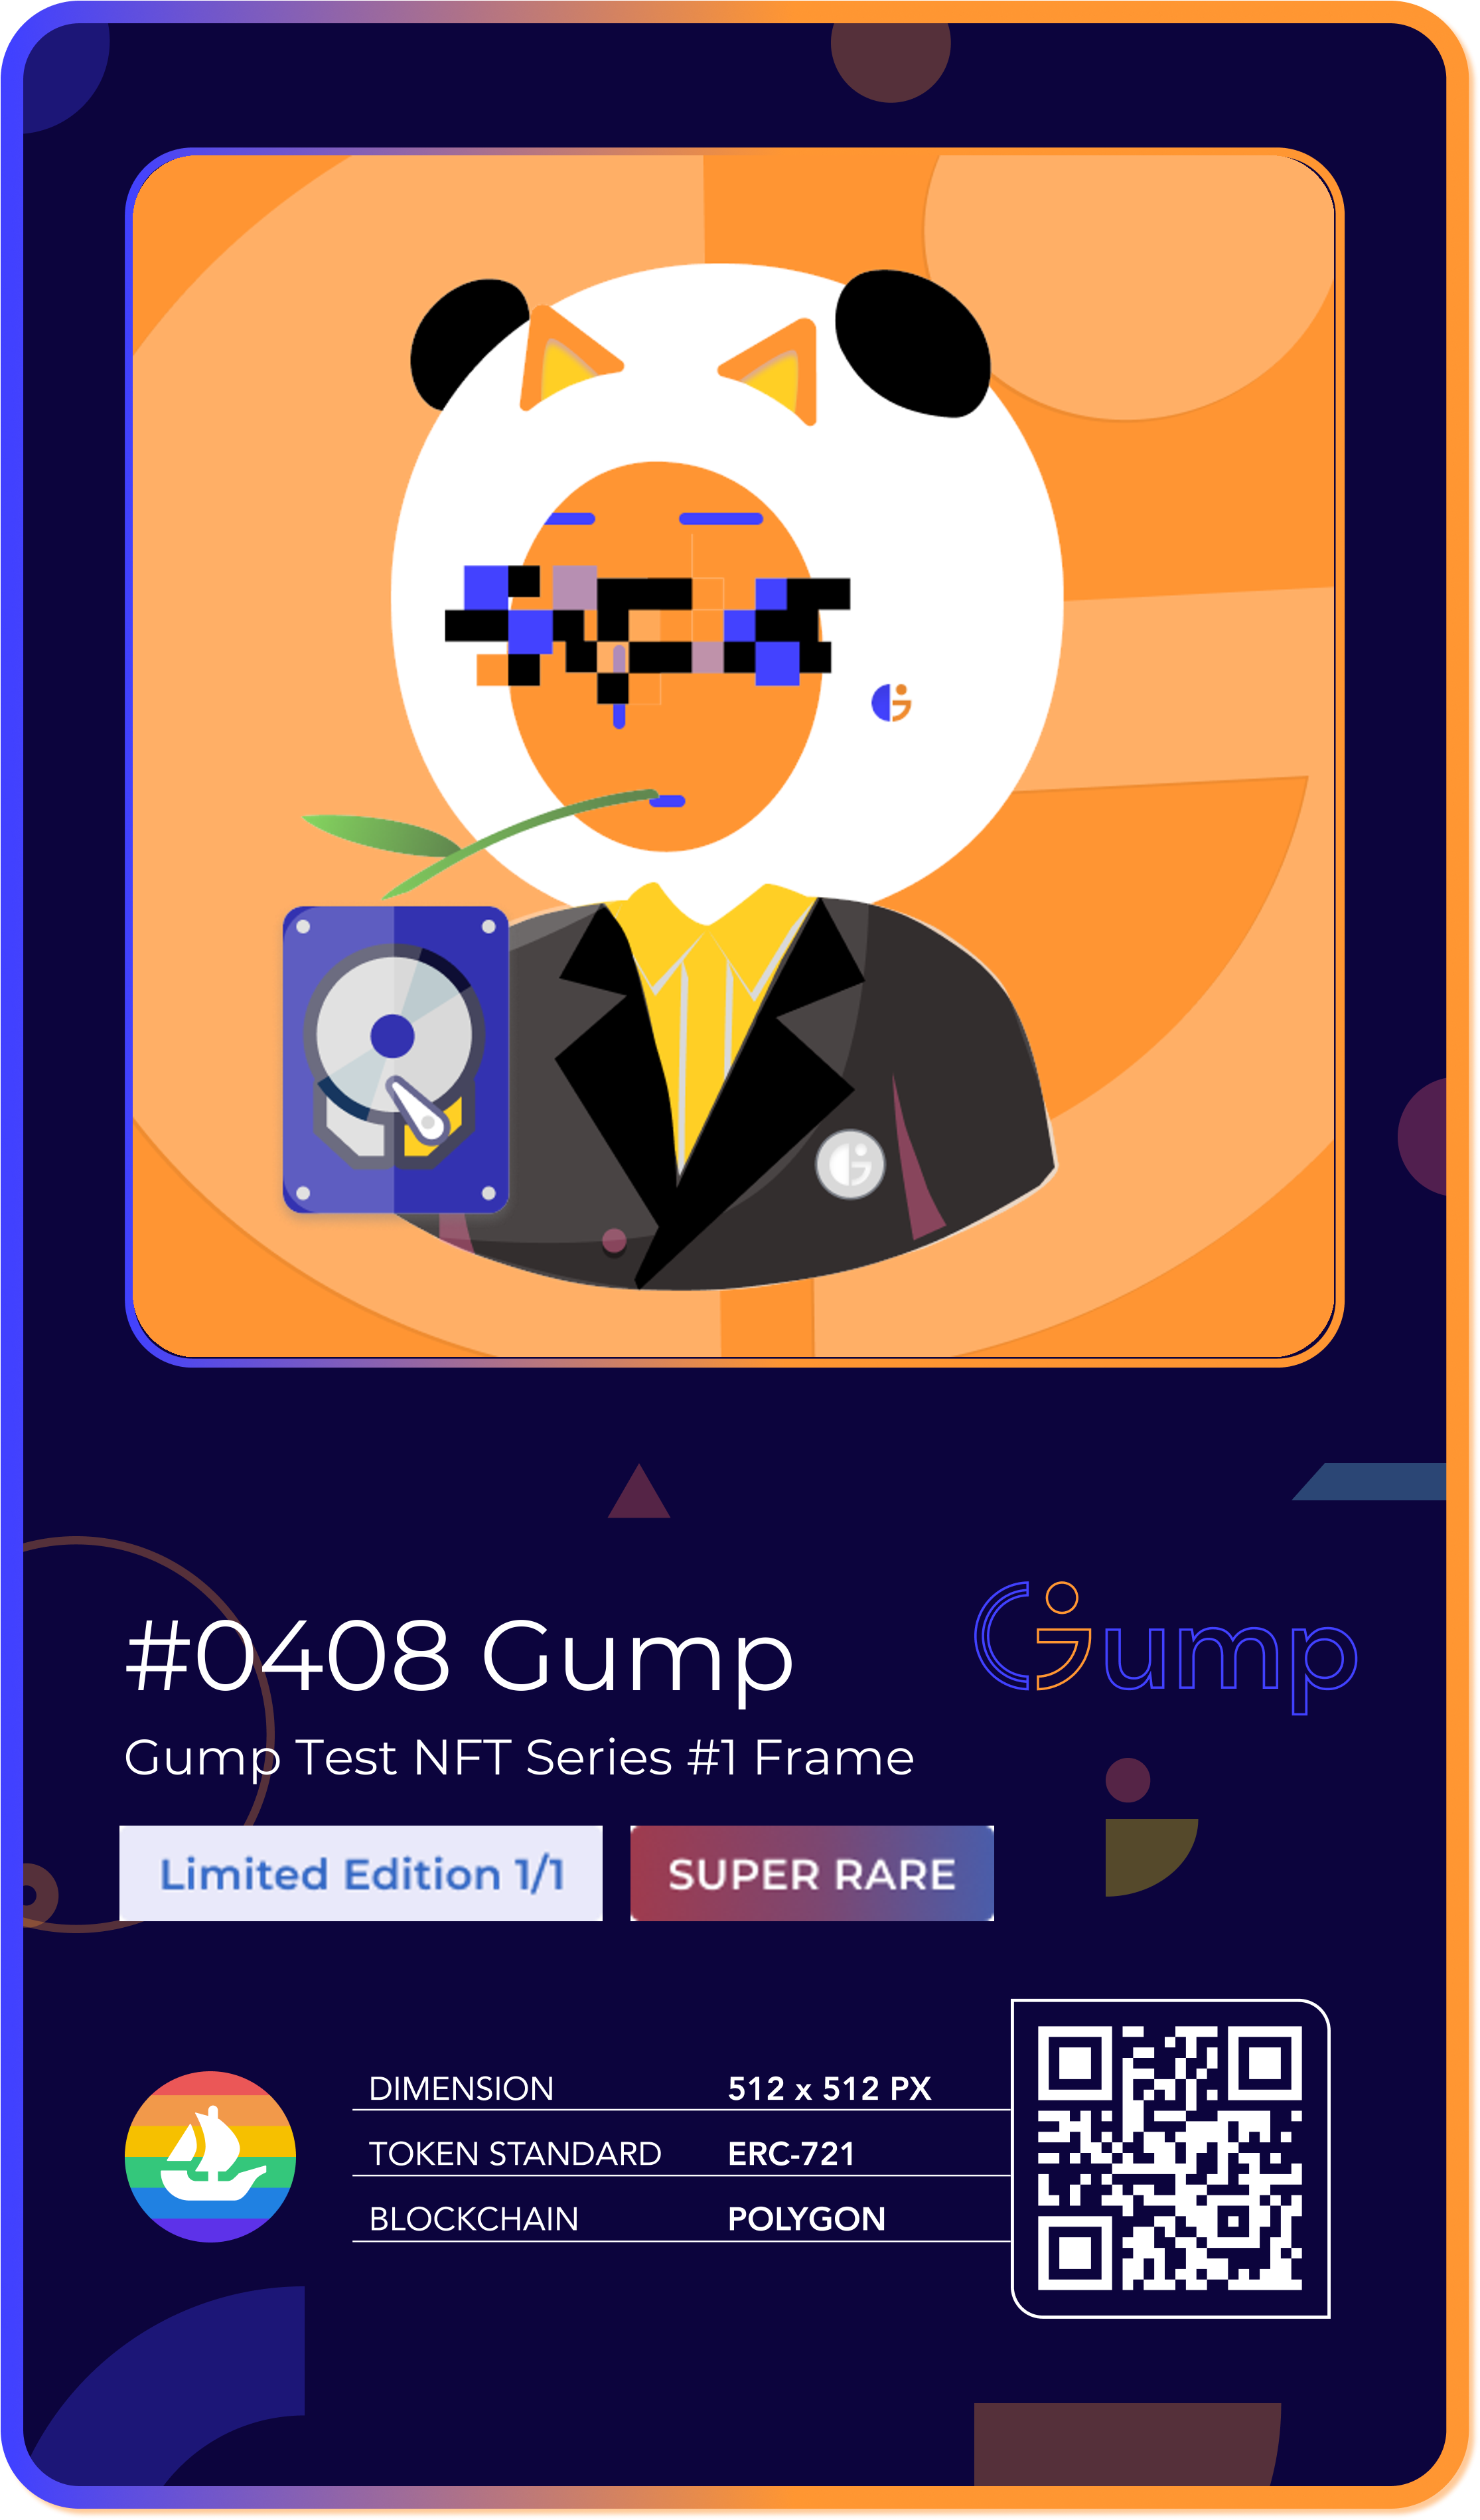 #0408 Gump
Gump
Gump Test NFT Series #1 Frame
Limited Edition 1/1
SUPER RARE
DIMENSION 512 x 512 PX
TOKEN STANDARD ERC-721
BLOCKCHAIN POLYGON